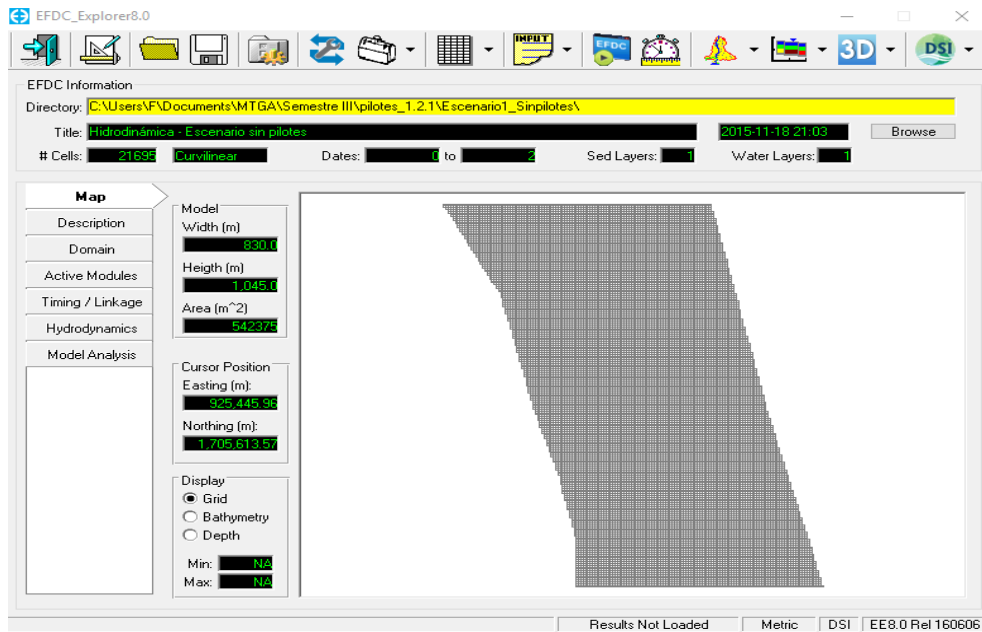 EFDC_Explorer8.0
INPUT
EFDC
3D
DSI
EFDC Information
Directory: C:\Users\F\Documents\MTGA\Semestre III\pilotes_1.2.1\Escenario1_Sinpilotes\
Title: Hidrodinámica - Escenario sin pilotes 2015-11-18 21:03 Browse
# Cells: 21695 Curvilinear Dates: 0 to 2 Sed Layers: 1 Water Layers: 1
Map
Description
Domain
Active Modules
Timing / Linkage
Hydrodynamics
Model Analysis
Model
Width (m)
830.0
Heigth (m)
1,045.0
Area (m^2)
542375
Cursor Position
Easting (m):
925,445.96
Northing (m):
1,705,613.57
Display
Grid
Bathymetry
Depth
Min: NA
Max: NA
Results Not Loaded Metric DSI EE8.0 Rel 160606